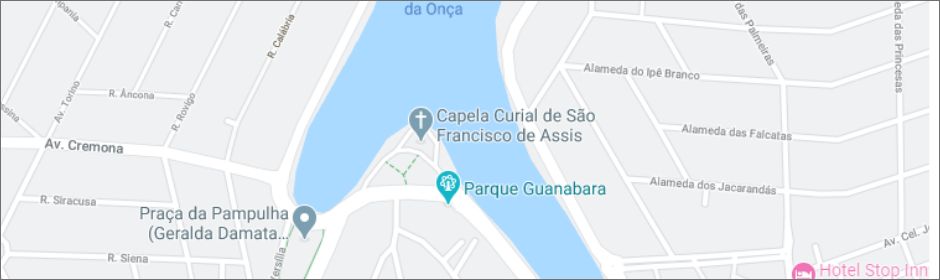 da Onça
Capela Curial de São
Francisco de Assis
Parque Guanabara
Praça da Pampulha
(Geralda Damata...
Av. Cremona
R. Âncona
R. Rovigo
R. Calábria
Av. Torino
R. Siracusa
R. Siena
Alameda do Ipê Branco
Alameda das Falcatas
Alameda dos Jacarandás
das Palmeiras
Alameda das Princesas
Av. Cel. J
Hotel Stop Inn